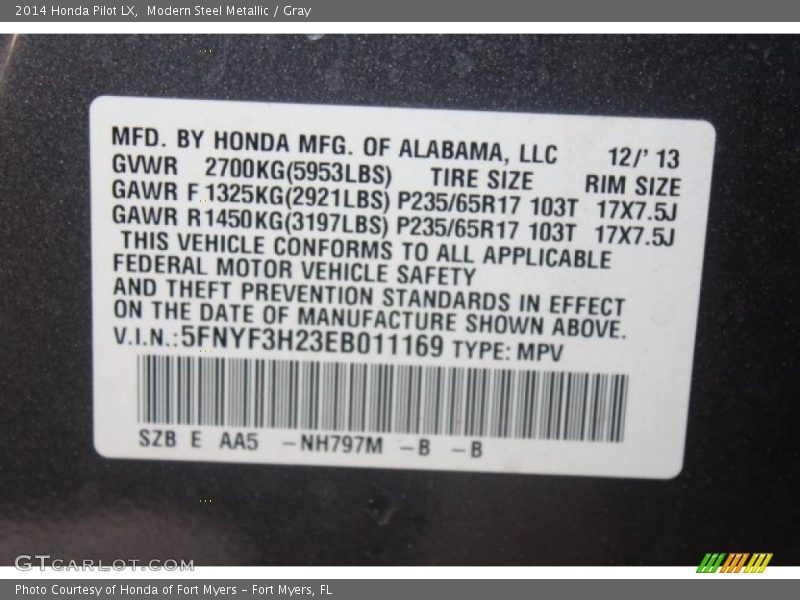 2014 Honda Pilot LX,  Modern Steel Metallic / Gray
MFD. BY HONDA MFG. OF ALABAMA, LLC 12/' 13
GVWR 2700KG(5953LBS) TIRE SIZE RIM SIZE
GAWR F 1325KG(2921LBS) P235/65R17 103T 17X7.5J
GAWR R 1450KG(3197LBS) P235/65R17 103T 17X7.5J
THIS VEHICLE CONFORMS TO ALL APPLICABLE
FEDERAL MOTOR VEHICLE SAFETY
AND THEFT PREVENTION STANDARDS IN EFFECT
ON THE DATE OF MANUFACTURE SHOWN ABOVE.
V.I.N.:5FNYF3H23EB011169 TYPE: MPV
SZB E AA5 –NH797M –B –B
GTCARLOT.COM
Photo Courtesy of Honda of Fort Myers – Fort Myers, FL